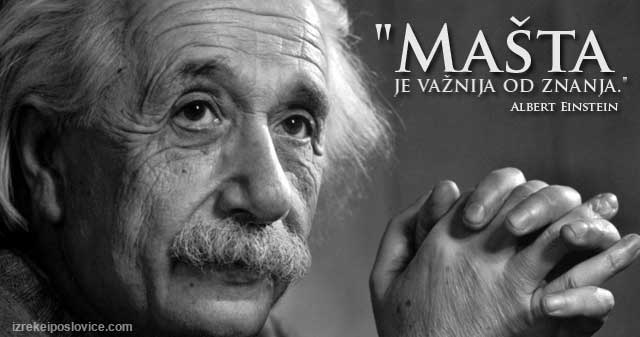 "MAŠTA
JE VAŽNIJA OD ZNANJA."
ALBERT EINSTEIN
izrekeiposlovice.com